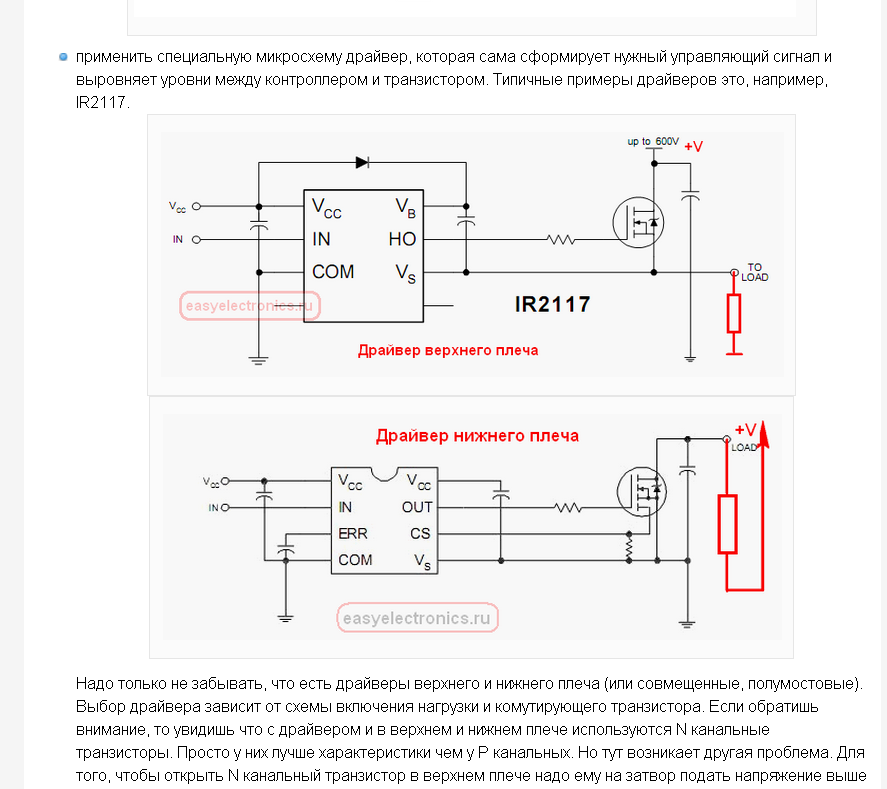 применить специальную микросхему драйвер, которая сама сформирует нужный управляющий сигнал и
выровняет уровни между контроллером и транзистором. Типичные примеры драйверов это, например,
IR2117.
up to 600V +V
VCC
VCC VB
IN
IN HO
COM VS
TO
LOAD
easyelectronics.ru
IR2117
Драйвер верхнего плеча
Драйвер нижнего плеча
+V
LOAD
VCC
VCC VCC
IN
IN OUT
ERR CS
COM VS
easyelectronics.ru
Надо только не забывать, что есть драйверы верхнего и нижнего плеча (или совмещенные, полумостовые).
Выбор драйвера зависит от схемы включения нагрузки и комутирующего транзистора. Если обратишь
внимание, то увидишь что с драйвером и в верхнем и нижнем плече используются N канальные
транзисторы. Просто у них лучше характеристики чем у P канальных. Но тут возникает другая проблема. Для
того, чтобы открыть N канальный транзистор в верхнем плече надо ему на затвор подать напряжение выше